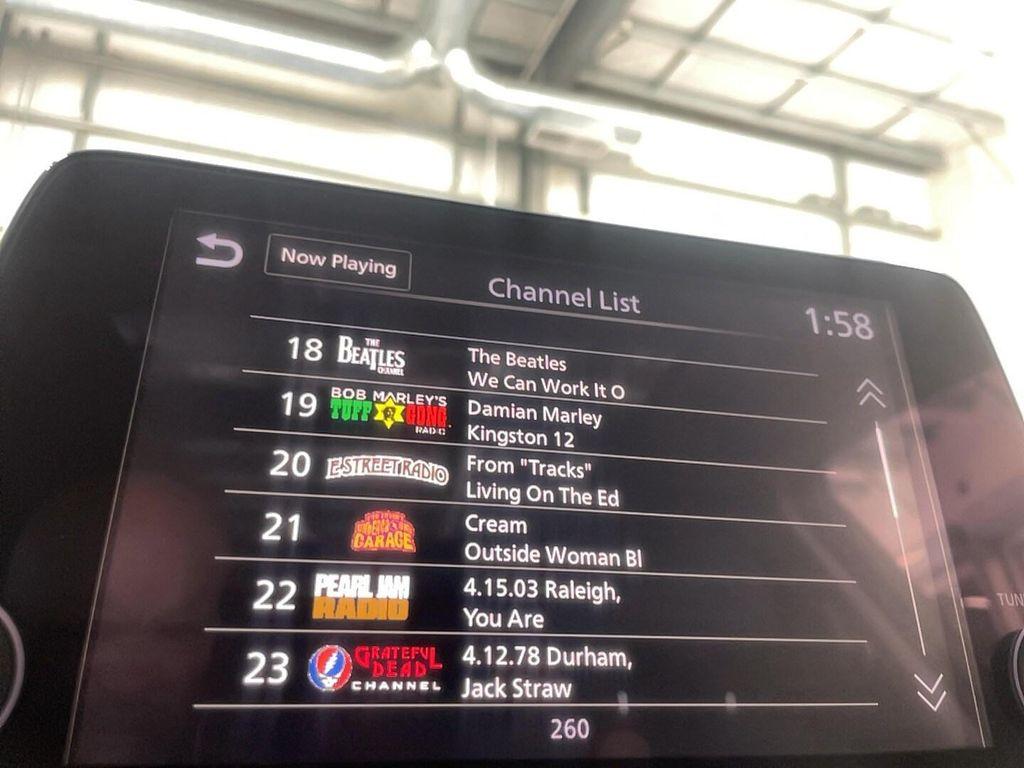 Now Playing
Channel List
1:58
18 THE BEATLES CHANNEL The Beatles
We Can Work It O
19 BOB MARLEY'S TUFF GONG RADIO Damian Marley
Kingston 12
20 E STREET RADIO From "Tracks"
Living On The Ed
21 UNDERGROUND GARAGE Cream
Outside Woman Bl
22 PEARL JAM RADIO 4.15.03 Raleigh,
You Are
23 GRATEFUL DEAD CHANNEL 4.12.78 Durham,
Jack Straw
260
TUN